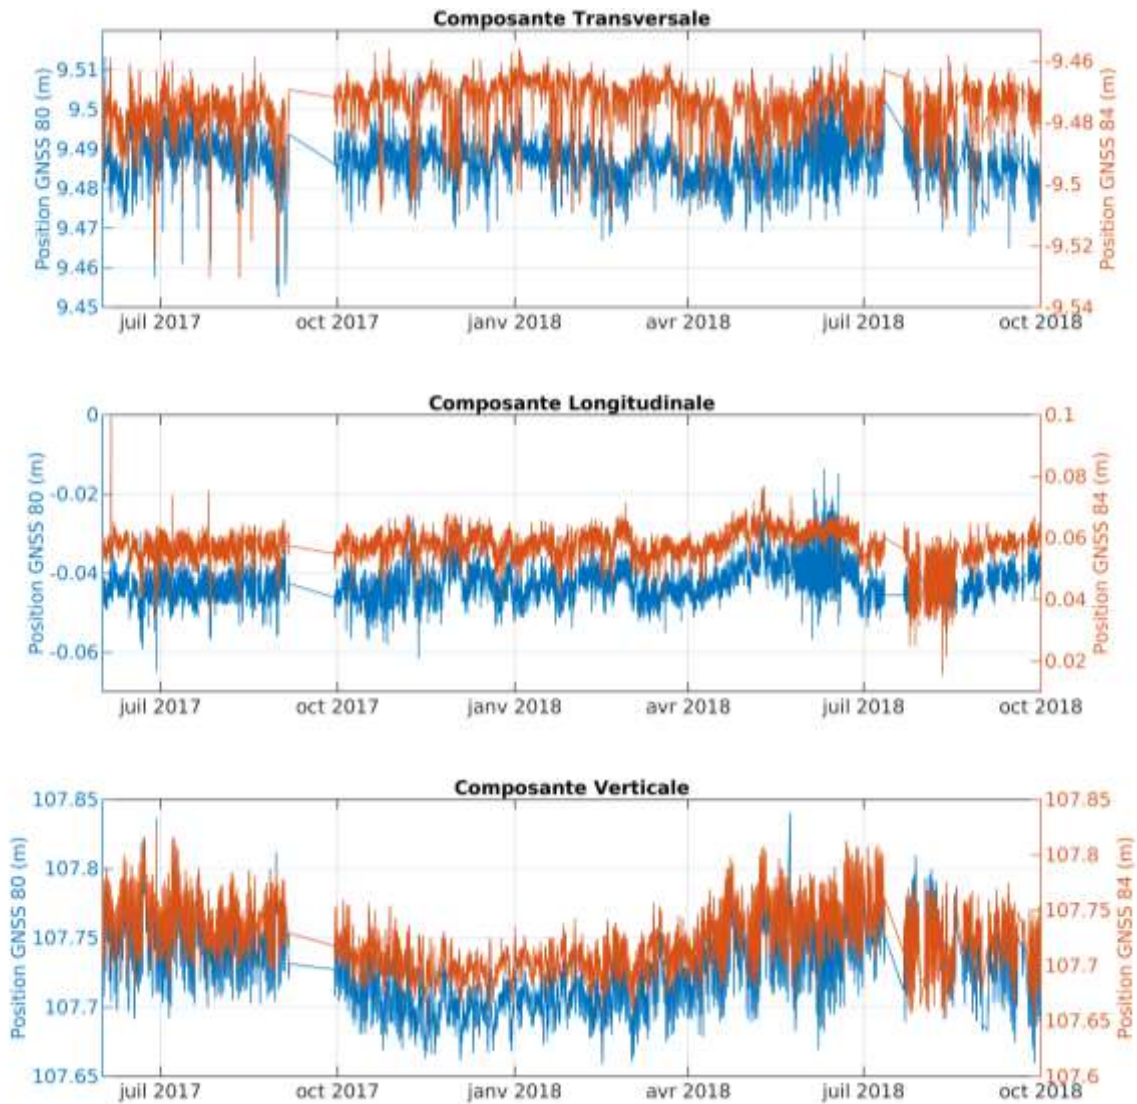 Composante Transversale
Position GNSS 80 (m)
9.51
9.5
9.49
9.48
9.47
9.46
9.45
-9.46
-9.48
-9.5
-9.52
-9.54
Position GNSS 84 (m)
juil 2017
oct 2017
janv 2018
avr 2018
juil 2018
oct 2018
Composante Longitudinale
Position GNSS 80 (m)
0
-0.02
-0.04
-0.06
0.1
0.08
0.06
0.04
0.02
Position GNSS 84 (m)
juil 2017
oct 2017
janv 2018
avr 2018
juil 2018
oct 2018
Composante Verticale
Position GNSS 80 (m)
107.85
107.8
107.75
107.7
107.65
107.85
107.8
107.75
107.7
107.65
107.6
Position GNSS 84 (m)
juil 2017
oct 2017
janv 2018
avr 2018
juil 2018
oct 2018